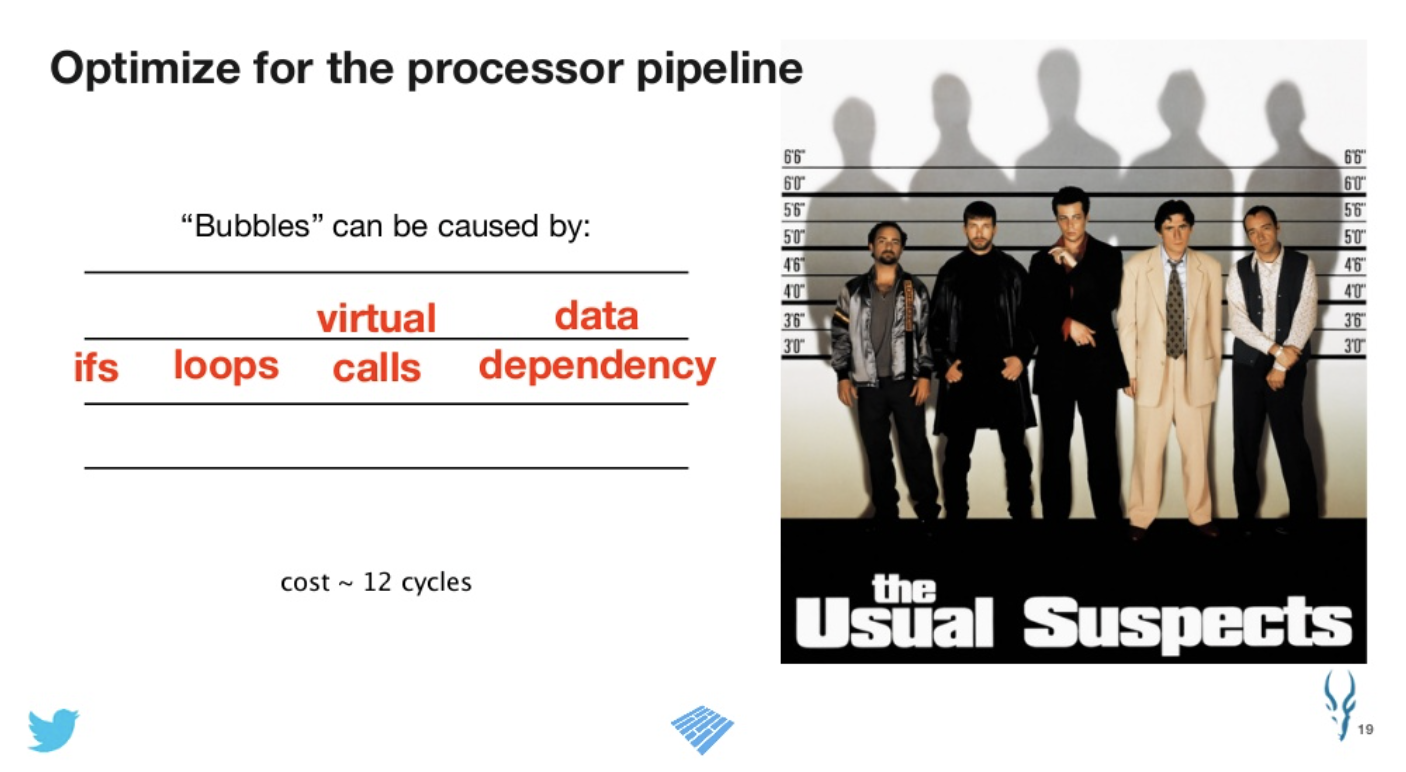 Optimize for the processor pipeline
“Bubbles” can be caused by:
ifs
loops
virtual
calls
data
dependency
cost ~ 12 cycles
6'6"
6'0"
5'6"
5'0"
4'6"
4'0"
3'6"
3'0"
6'6"
6'0"
5'6"
5'0"
4'6"
4'0"
3'6"
3'0"
the
Usual Suspects
19